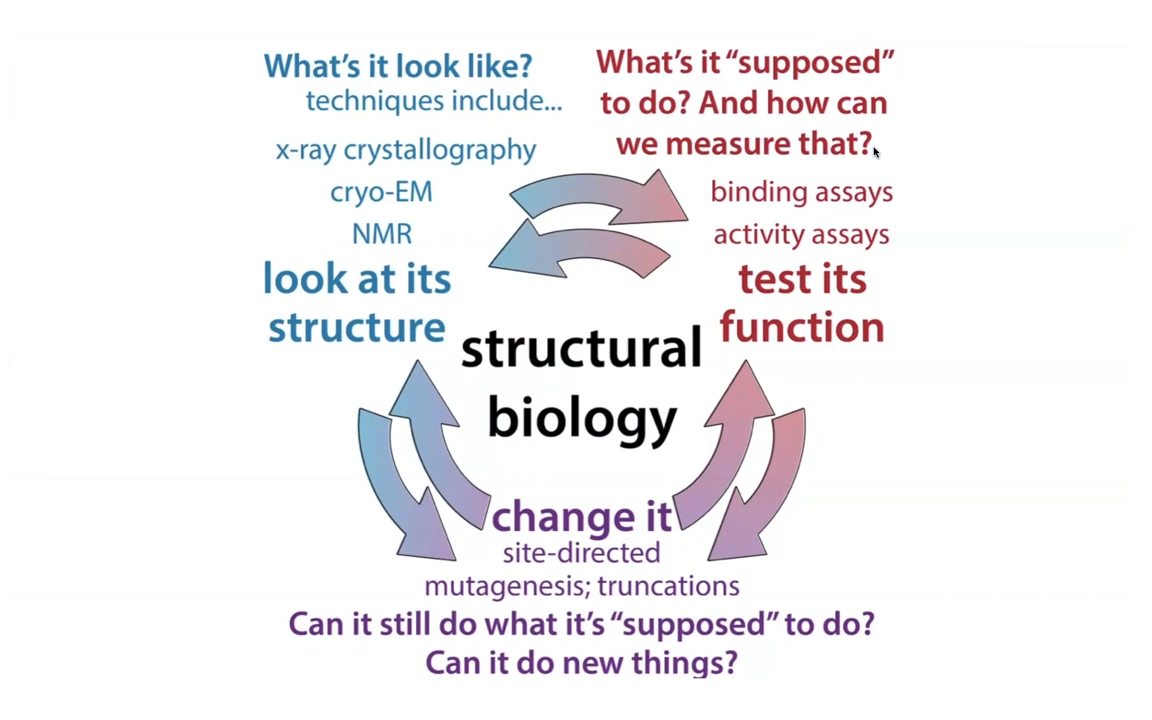 What's it look like?
techniques include...
x-ray crystallography
cryo-EM
NMR
look at its
structure
What's it “supposed”
to do? And how can
we measure that?
binding assays
activity assays
test its
function
structural
biology
change it
site-directed
mutagenesis; truncations
Can it still do what it's “supposed” to do?
Can it do new things?